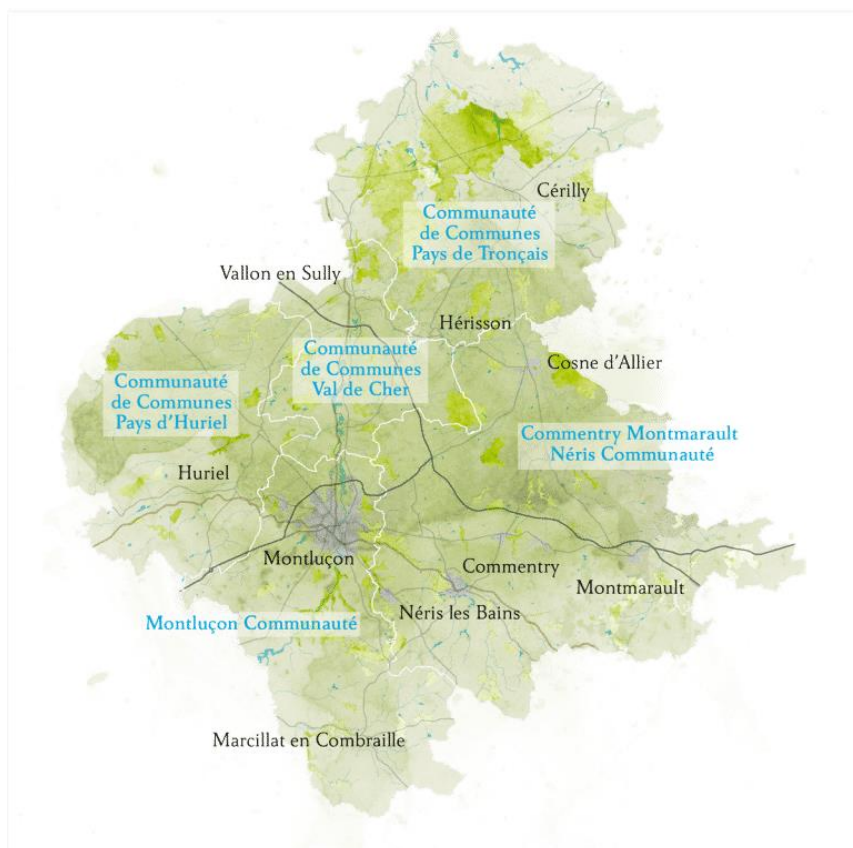 Cérilly
Communauté
de Communes
Pays de Tronçais
Vallon en Sully
Hérisson
Communauté
de Communes
Val de Cher
Cosne d'Allier
Communauté
de Communes
Pays d'Huriel
Commentry Montmarault
Néris Communauté
Huriel
Montluçon
Commentry
Montmarault
Néris les Bains
Montluçon Communauté
Marcillat en Combraille